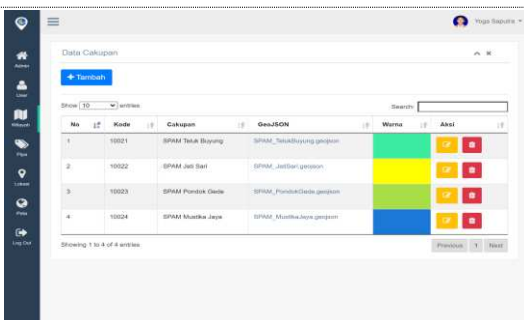 Yoga Saputra
Admin
User
Wilayah
Pipa
Lokasi
Peta
Log Out
Data Cakupan
+ Tambah
Show 10 entries
Search:
No Kode Cakupan GeoJSON Warna Aksi
1 10021 SPAM Teluk Buyung SPAM_TelukBuyung.geojson
2 10022 SPAM Jati Sari SPAM_JatiSari.geojson
3 10023 SPAM Pondok Gede SPAM_PondokGede.geojson
4 10024 SPAM Mustika Jaya SPAM_MustikaJaya.geojson
Showing 1 to 4 of 4 entries
Previous 1 Next